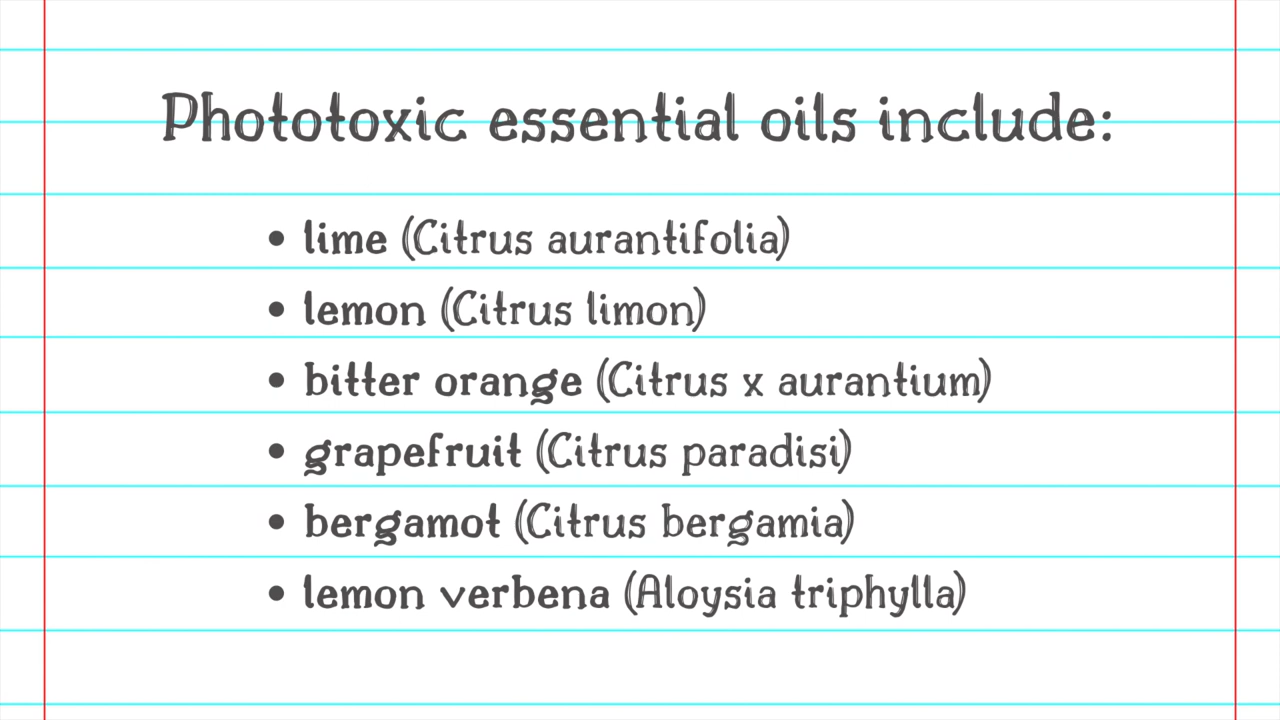 Phototoxic essential oils include:
• lime (Citrus aurantifolia)
• lemon (Citrus limon)
• bitter orange (Citrus x aurantium)
• grapefruit (Citrus paradisi)
• bergamot (Citrus bergamia)
• lemon verbena (Aloysia triphylla)